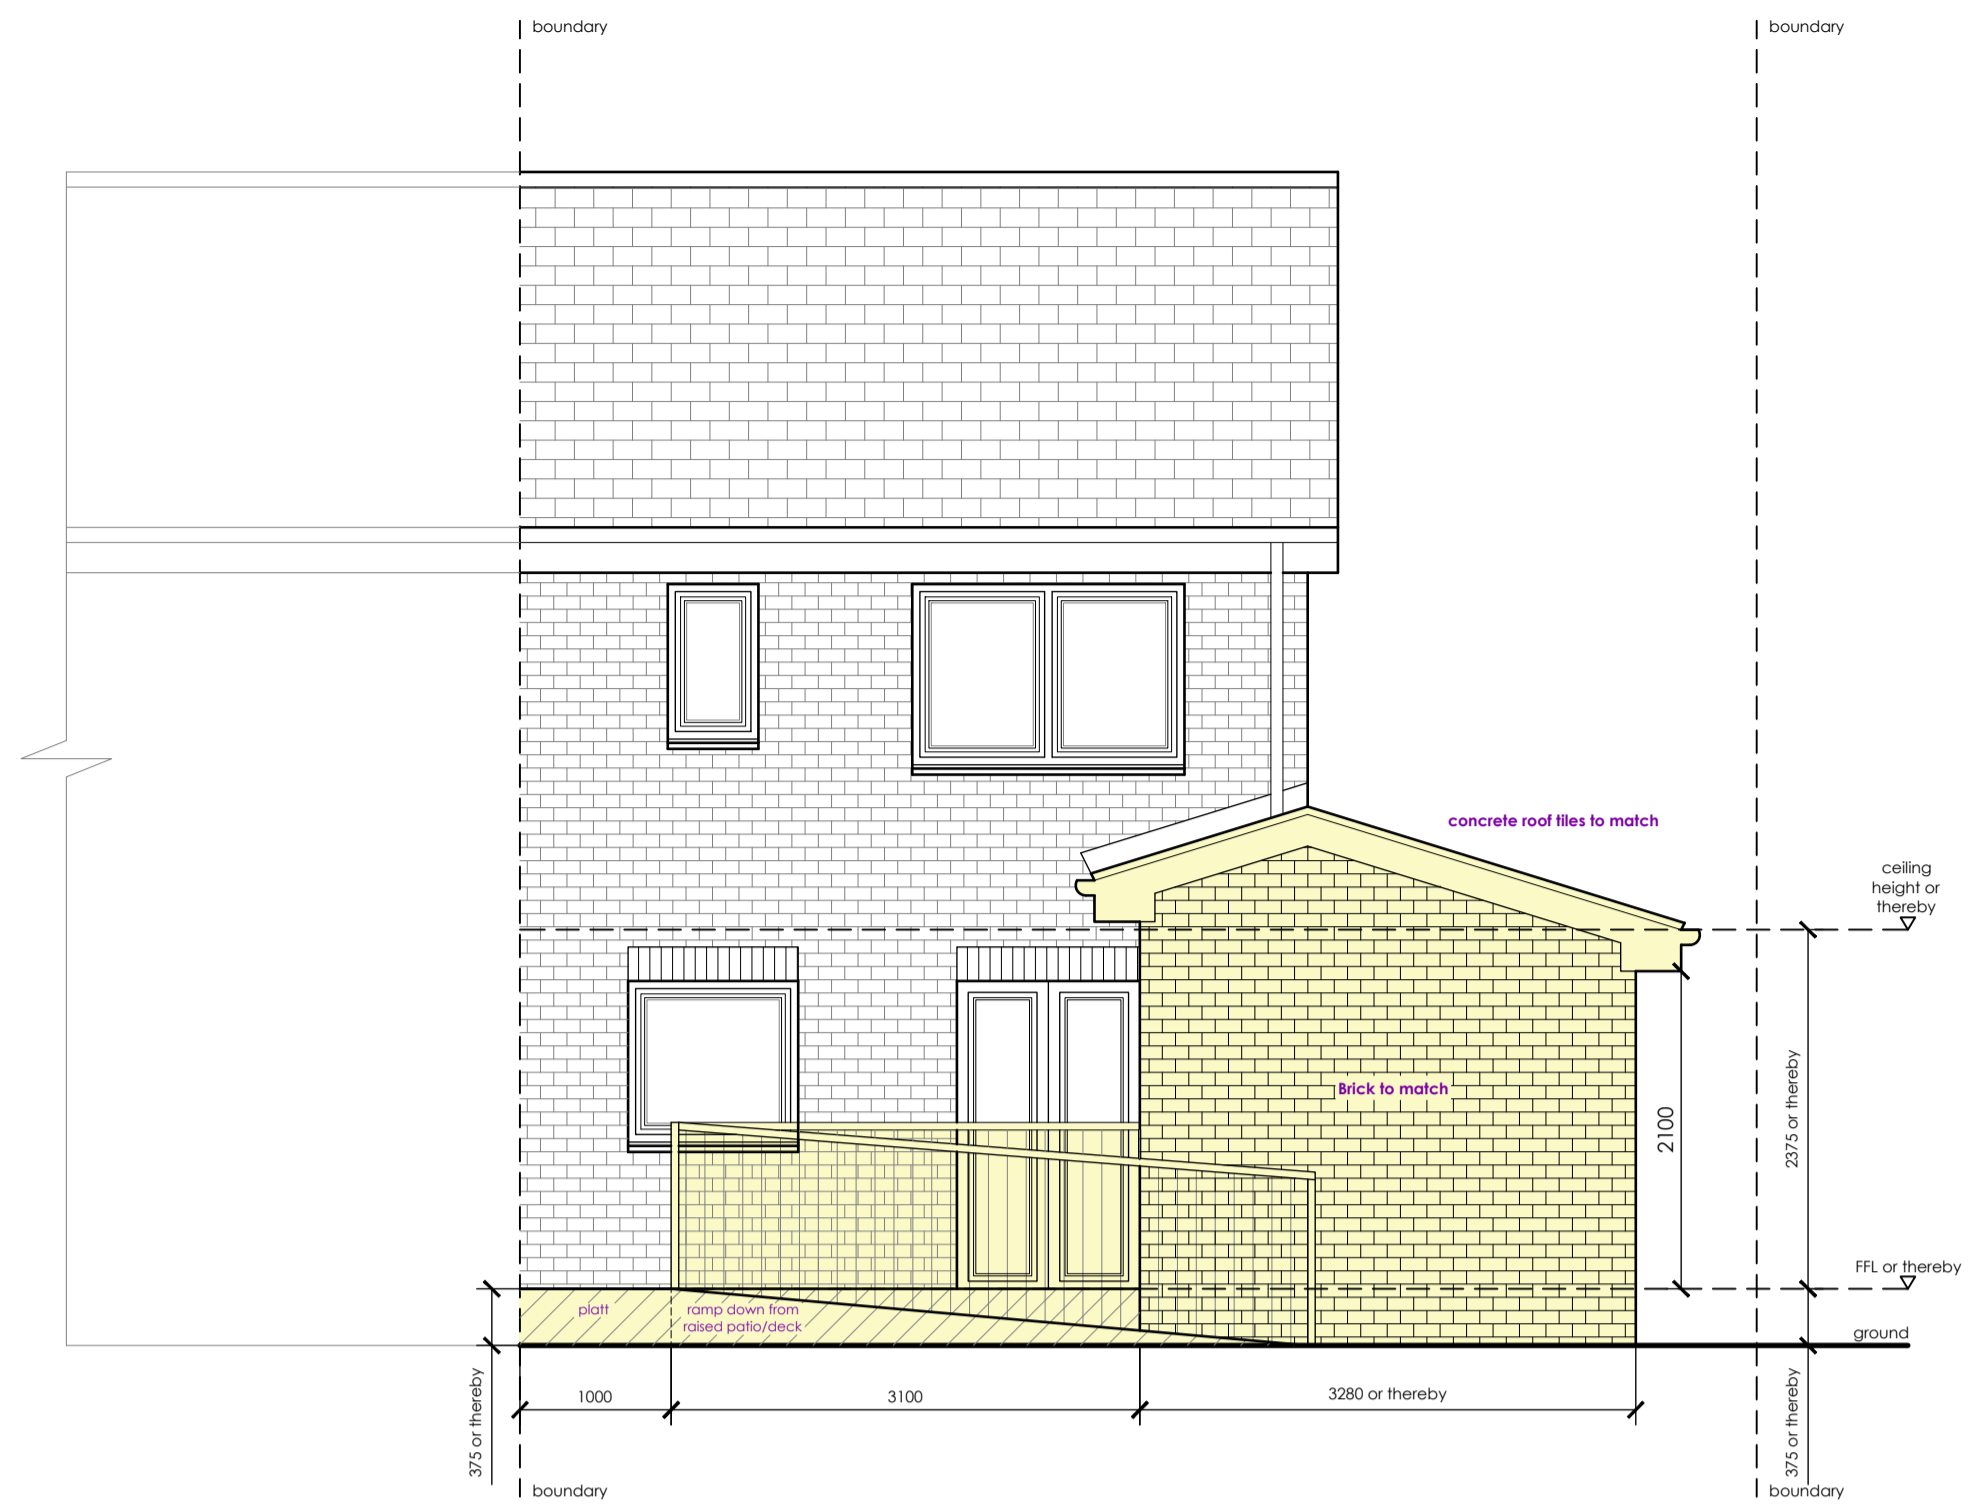 boundary
boundary
concrete roof tiles to match
ceiling
height or
thereby
2375 or thereby
2100
Brick to match
FFL or thereby
platt
ramp down from
raised patio/deck
ground
375 or thereby
1000
3100
3280 or thereby
375 or thereby
boundary
boundary